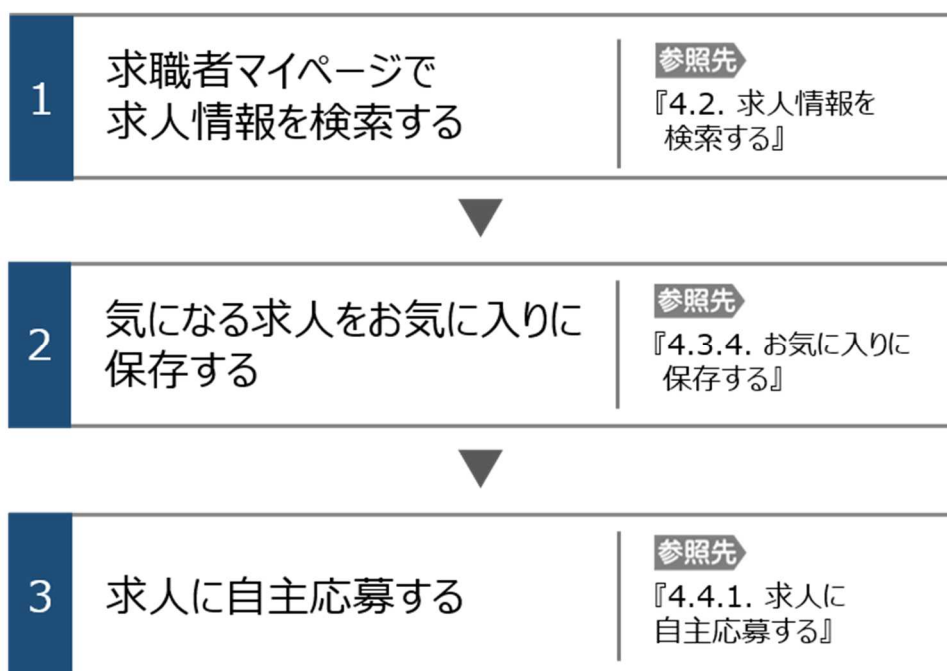 1
求職者マイページで
求人情報を検索する
参照先
『4.2. 求人情報を
検索する』
2
気になる求人をお気に入りに
保存する
参照先
『4.3.4. お気に入りに
保存する』
3
求人に自主応募する
参照先
『4.4.1. 求人に
自主応募する』